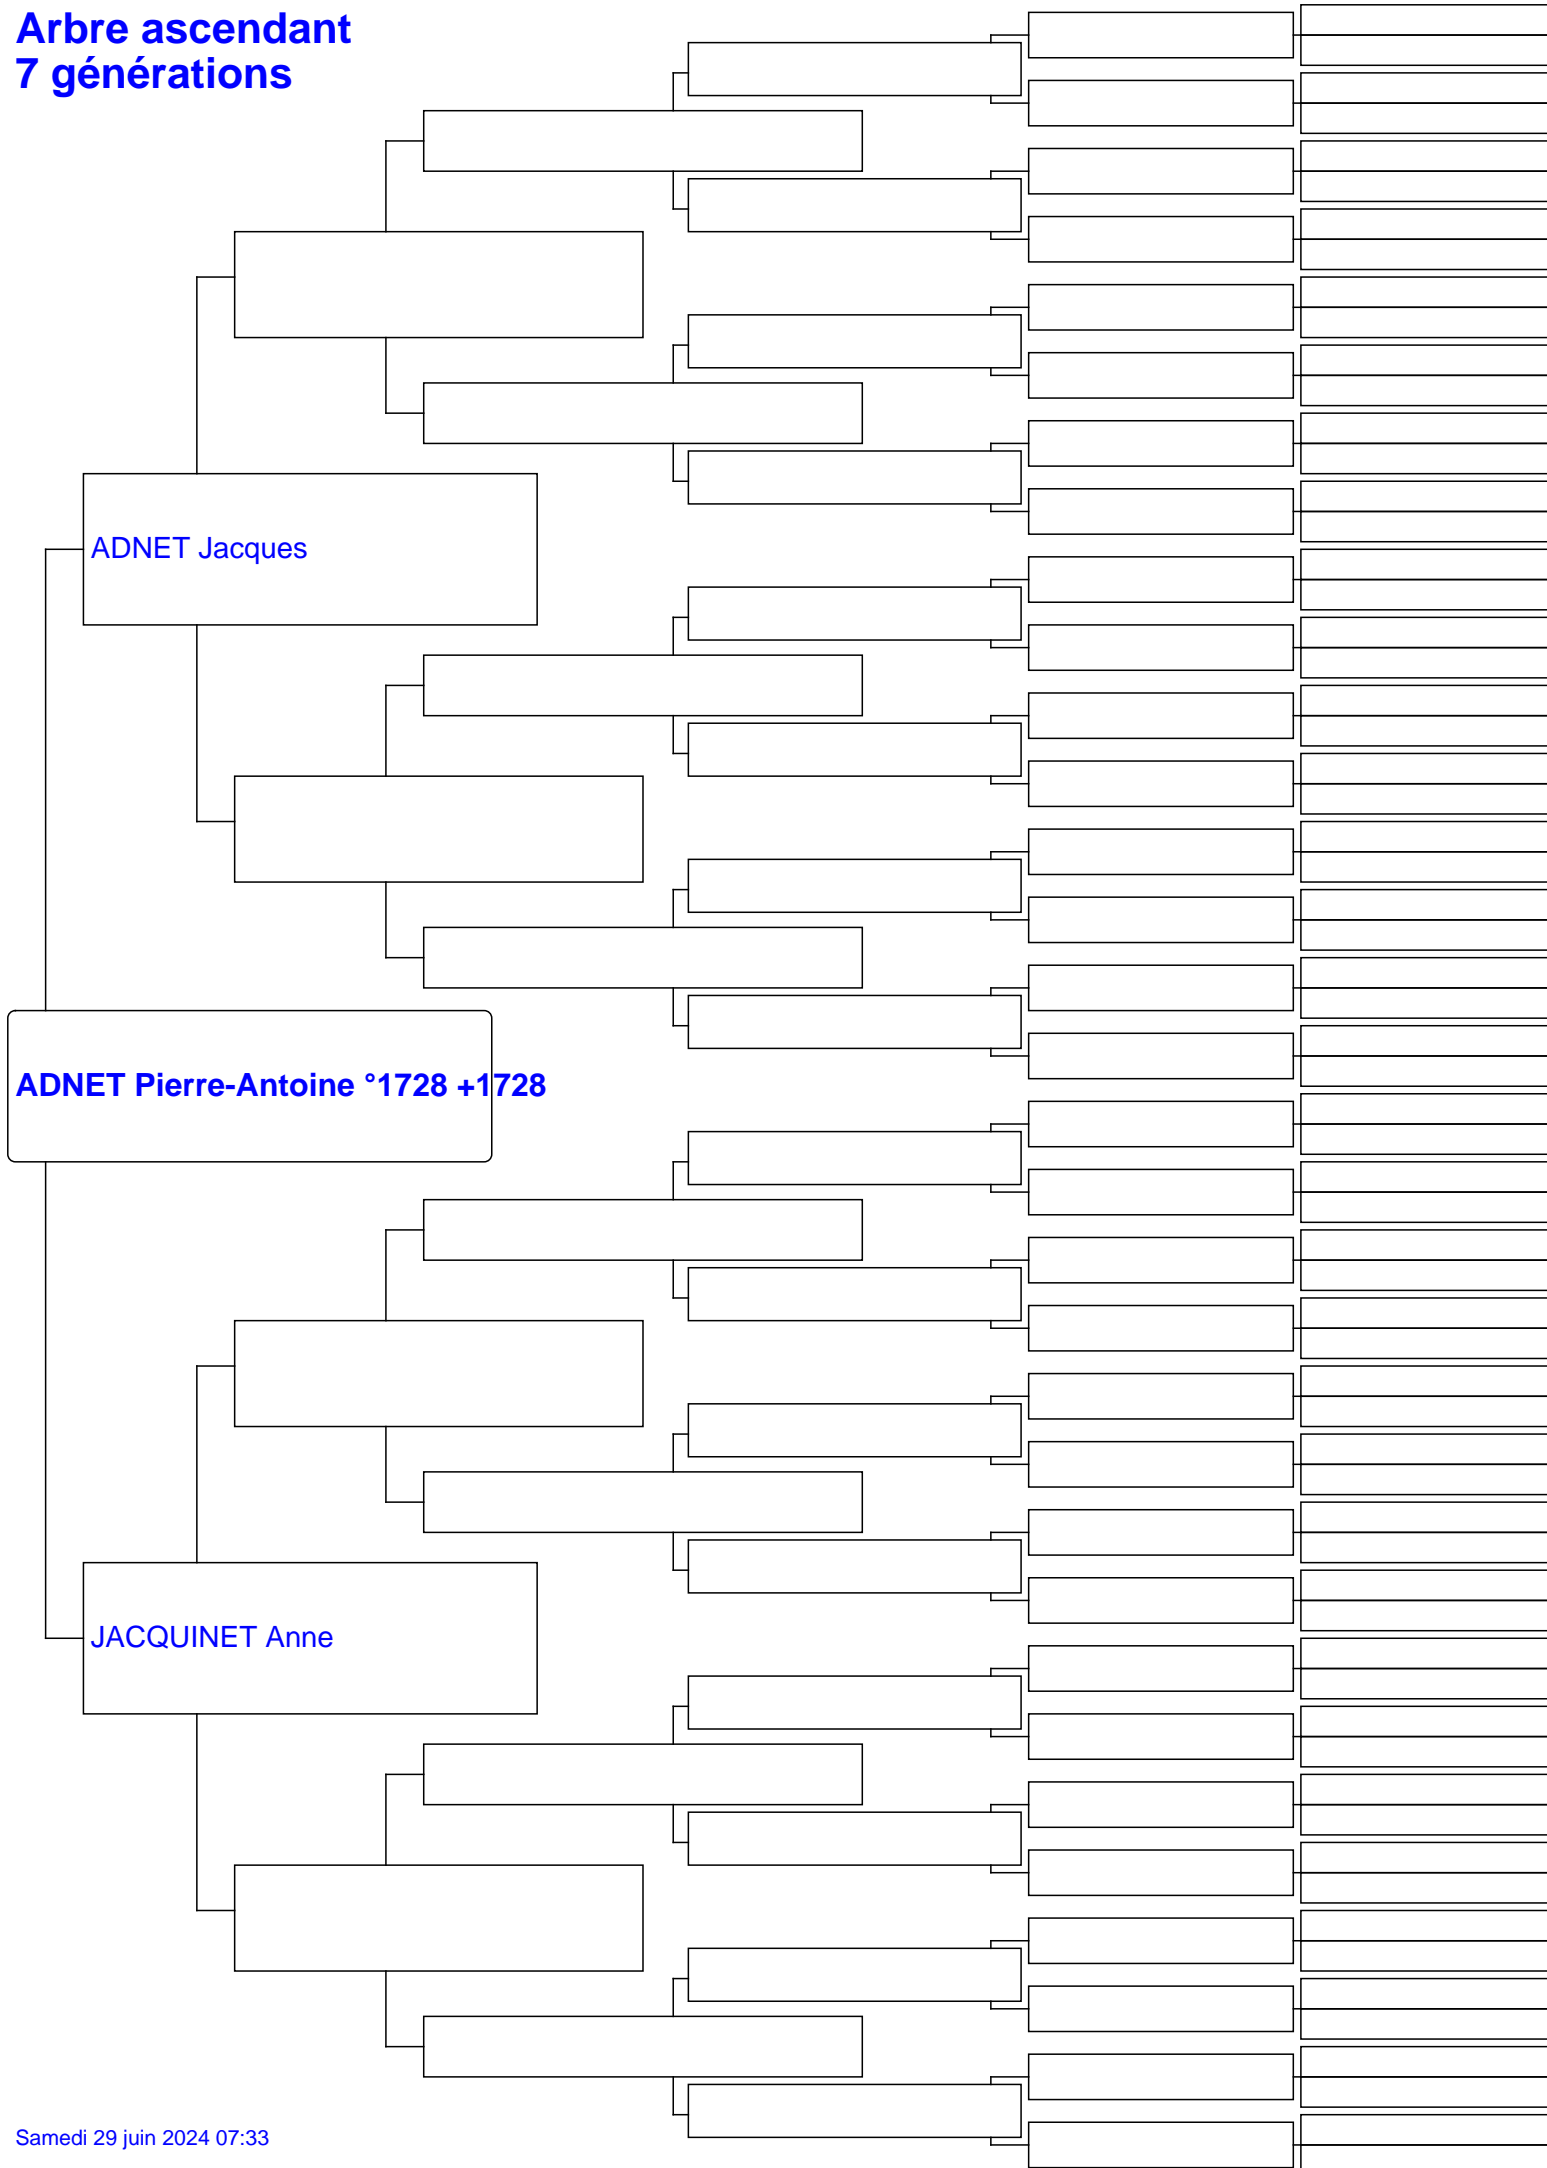 Arbre ascendant
7 générations
ADNET Jacques
ADNET Pierre-Antoine °1728 +1728
JACQUINET Anne
Samedi 29 juin 2024 07:33